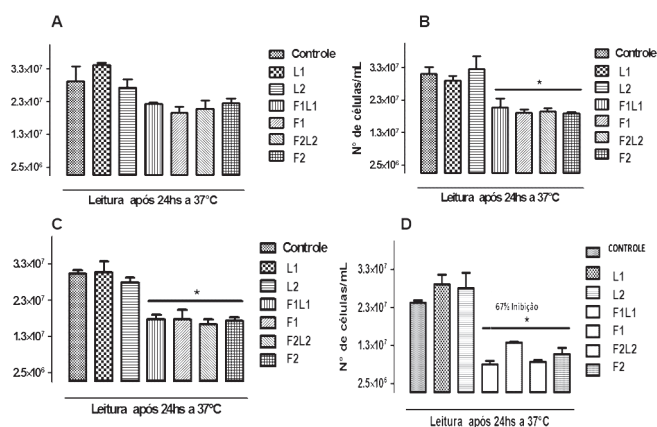 A
3.3x10⁷
2.3x10⁷
1.3x10⁷
2.5x10⁶
Leitura após 24hs a 37°C
Controle
L1
L2
F1L1
F1
F2L2
F2
B
N° de células/mL
3.3x10⁷
2.3x10⁷
1.3x10⁷
2.5x10⁶
*
Leitura após 24hs a 37°C
Controle
L1
L2
F1L1
F1
F2L2
F2
C
3.3x10⁷
2.3x10⁷
1.3x10⁷
2.5x10⁶
*
Leitura após 24hs a 37°C
Controle
L1
L2
F1L1
F1
F2L2
F2
D
N° de células/mL
3.3x10⁷
2.3x10⁷
1.3x10⁷
2.5x10⁶
67% Inibição
*
Leitura após 24hs a 37°C
CONTROLE
L1
L2
F1L1
F1
F2L2
F2